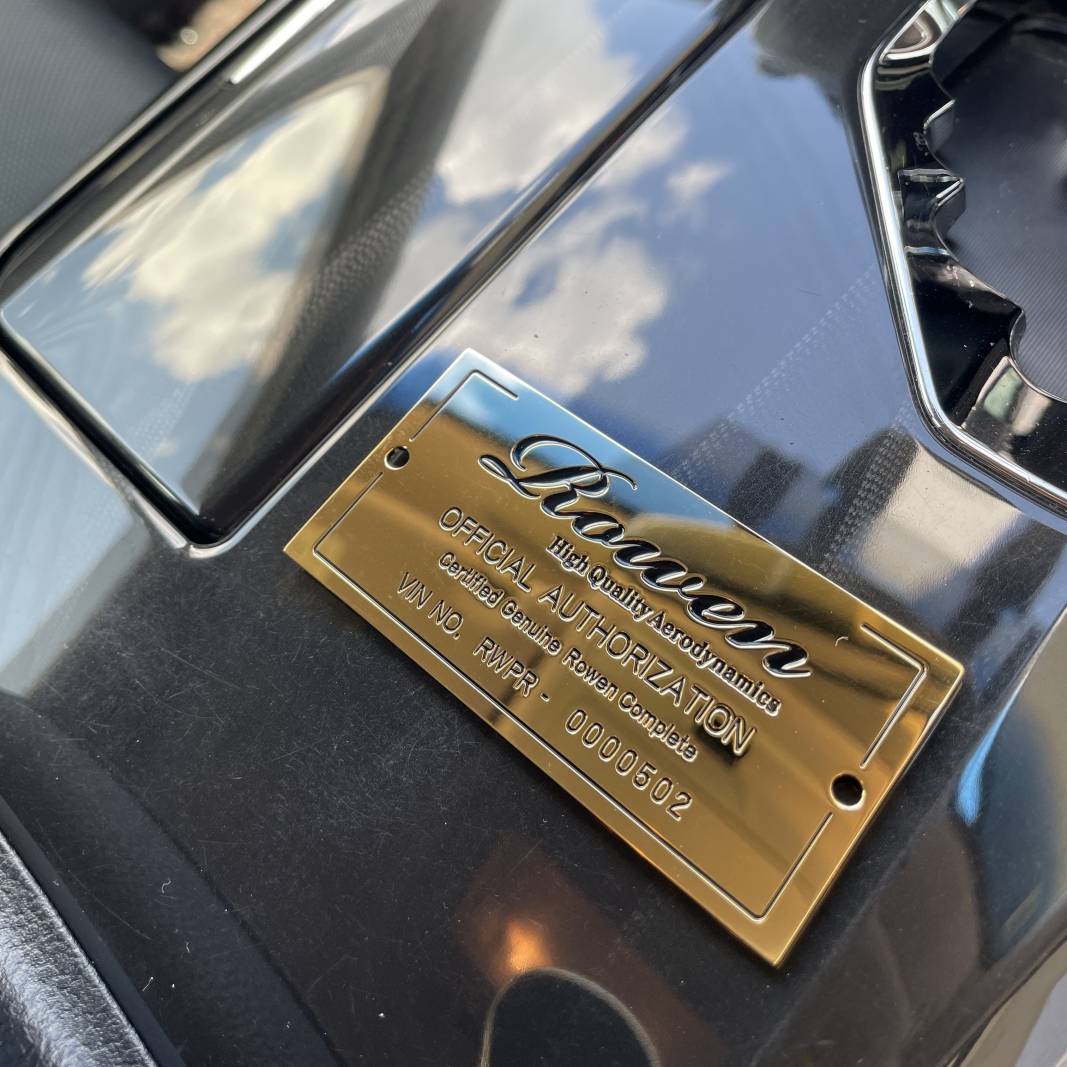 Rowen
High Quality Aerodynamics
OFFICIAL AUTHORIZATION
Certified Genuine Rowen Complete
VIN NO. RWPR - 0000502